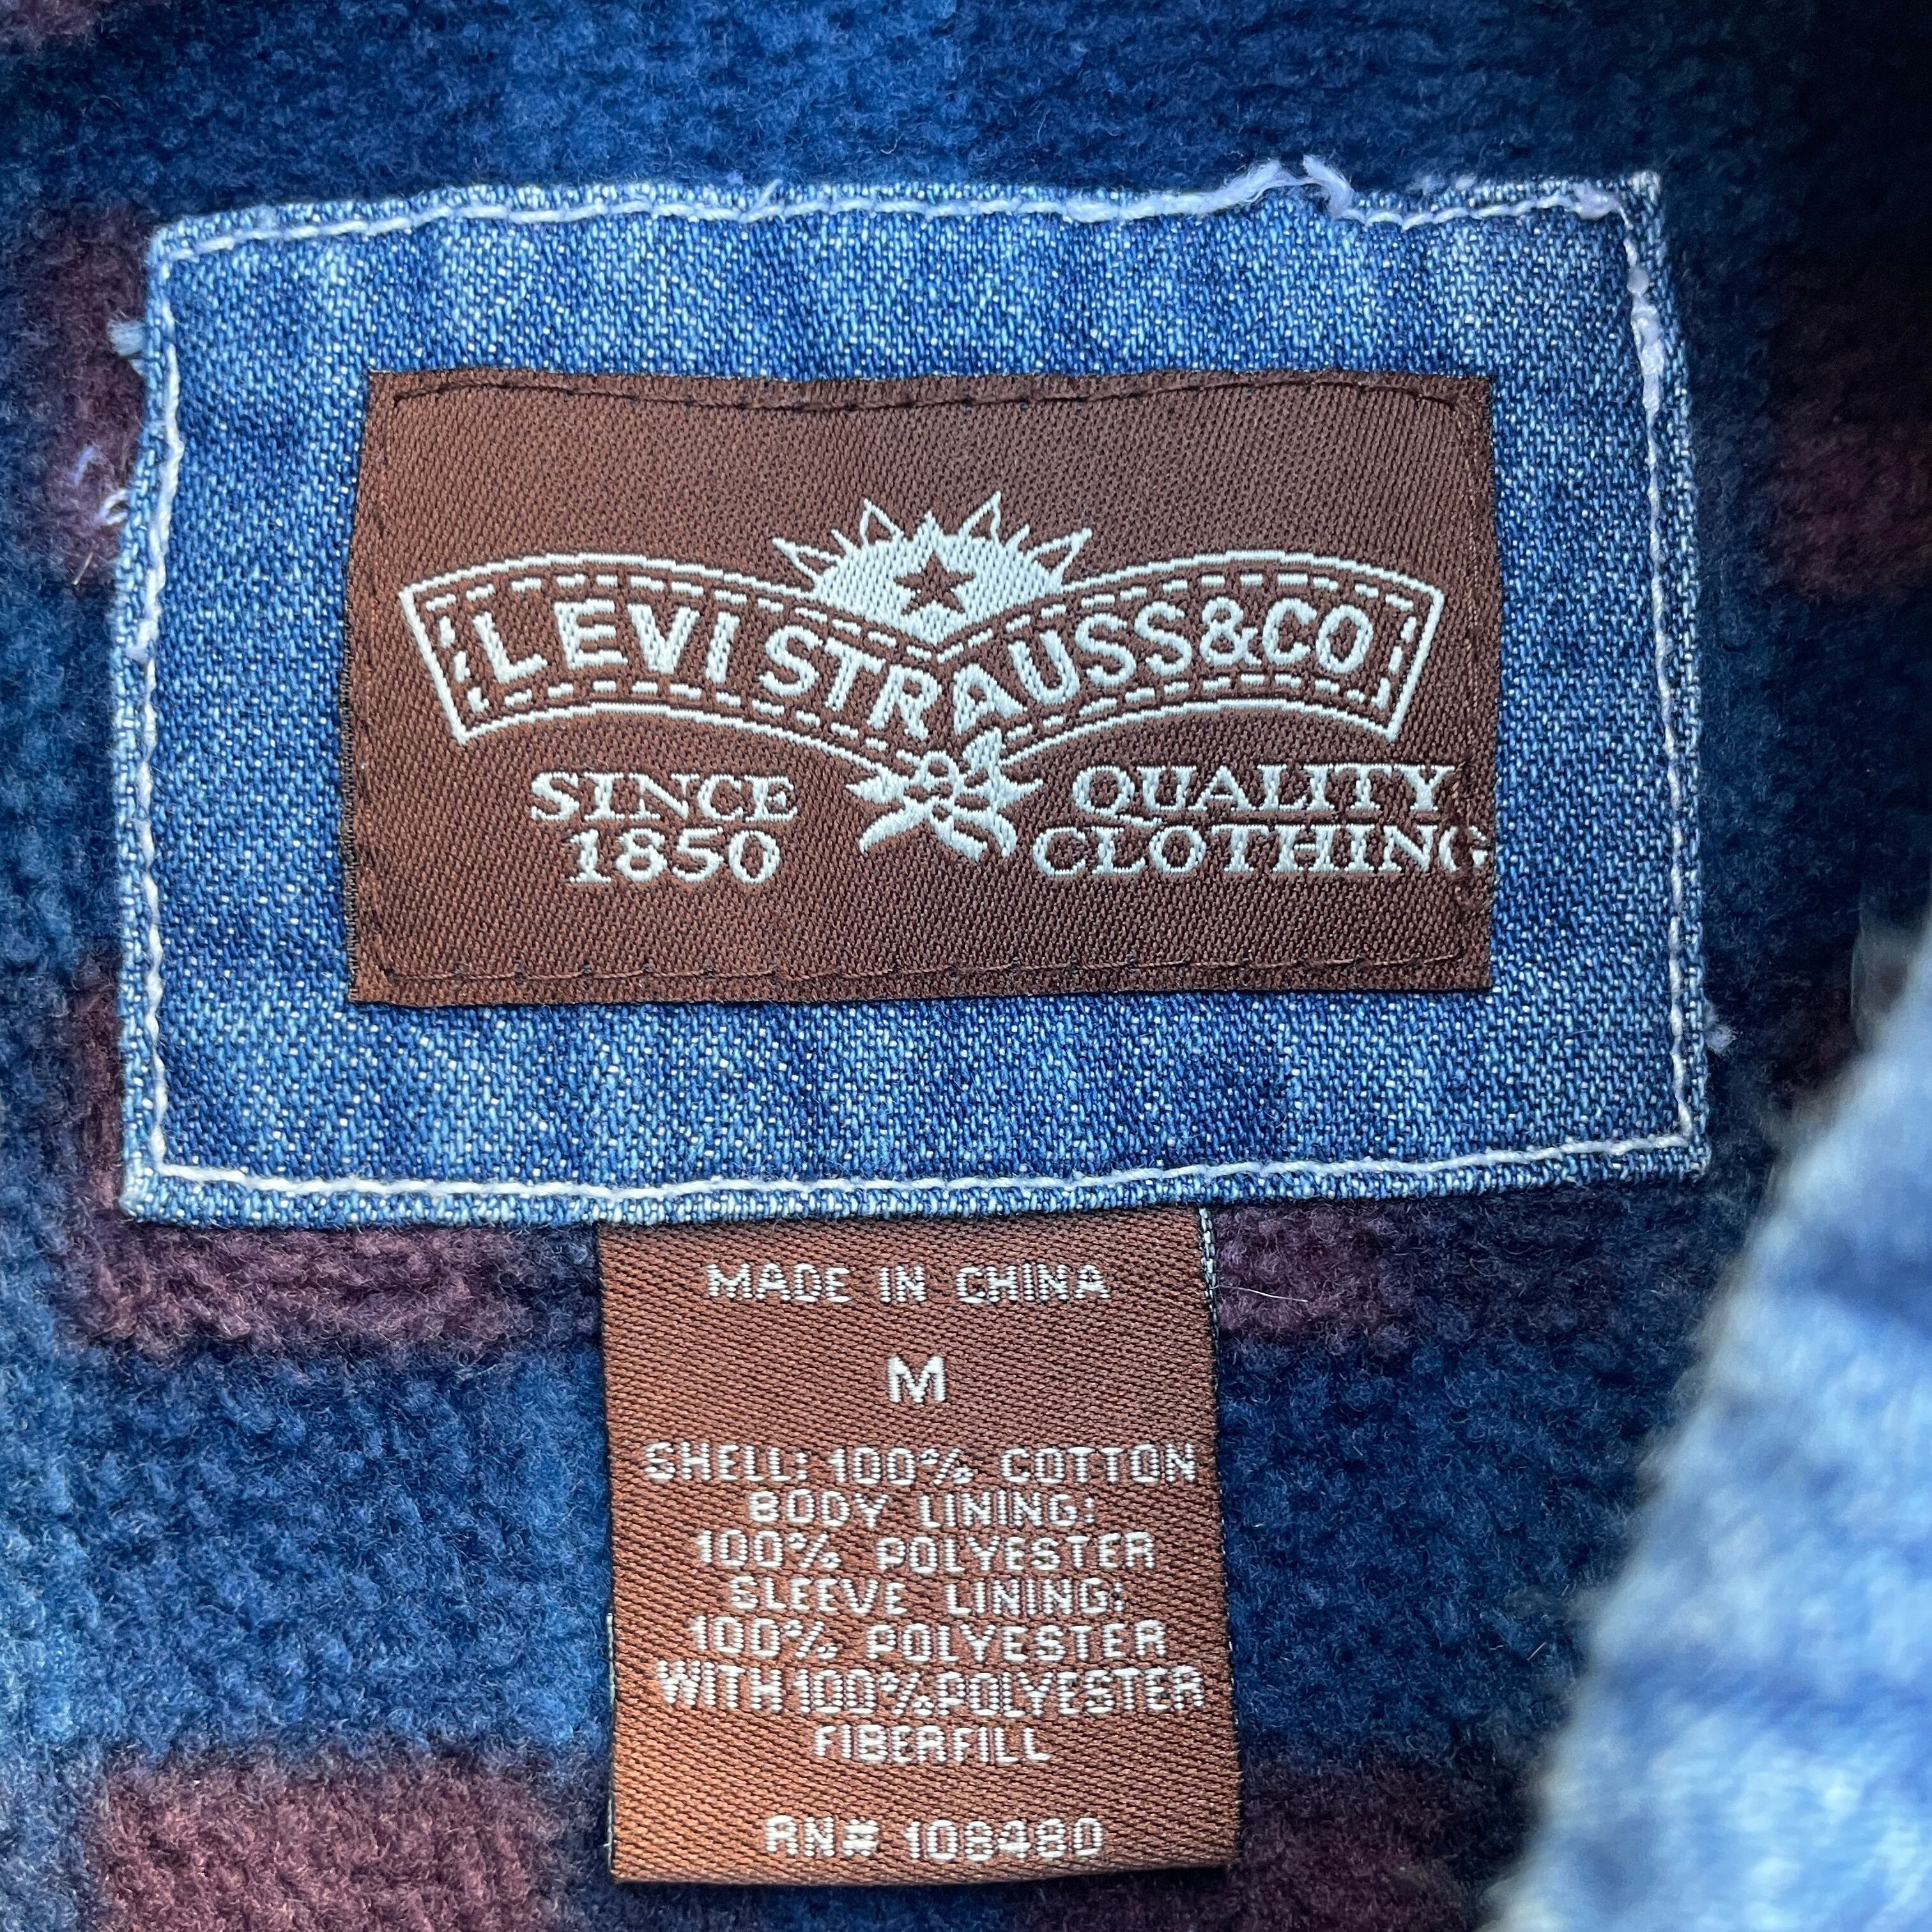 LEVI STRAUSS&CO
SINCE
1850
QUALITY
CLOTHING
MADE IN CHINA
M
SHELL: 100% COTTON
BODY LINING:
100% POLYESTER
SLEEVE LINING:
100% POLYESTER
WITH 100% POLYESTER
FIBERFILL
RN# 108480